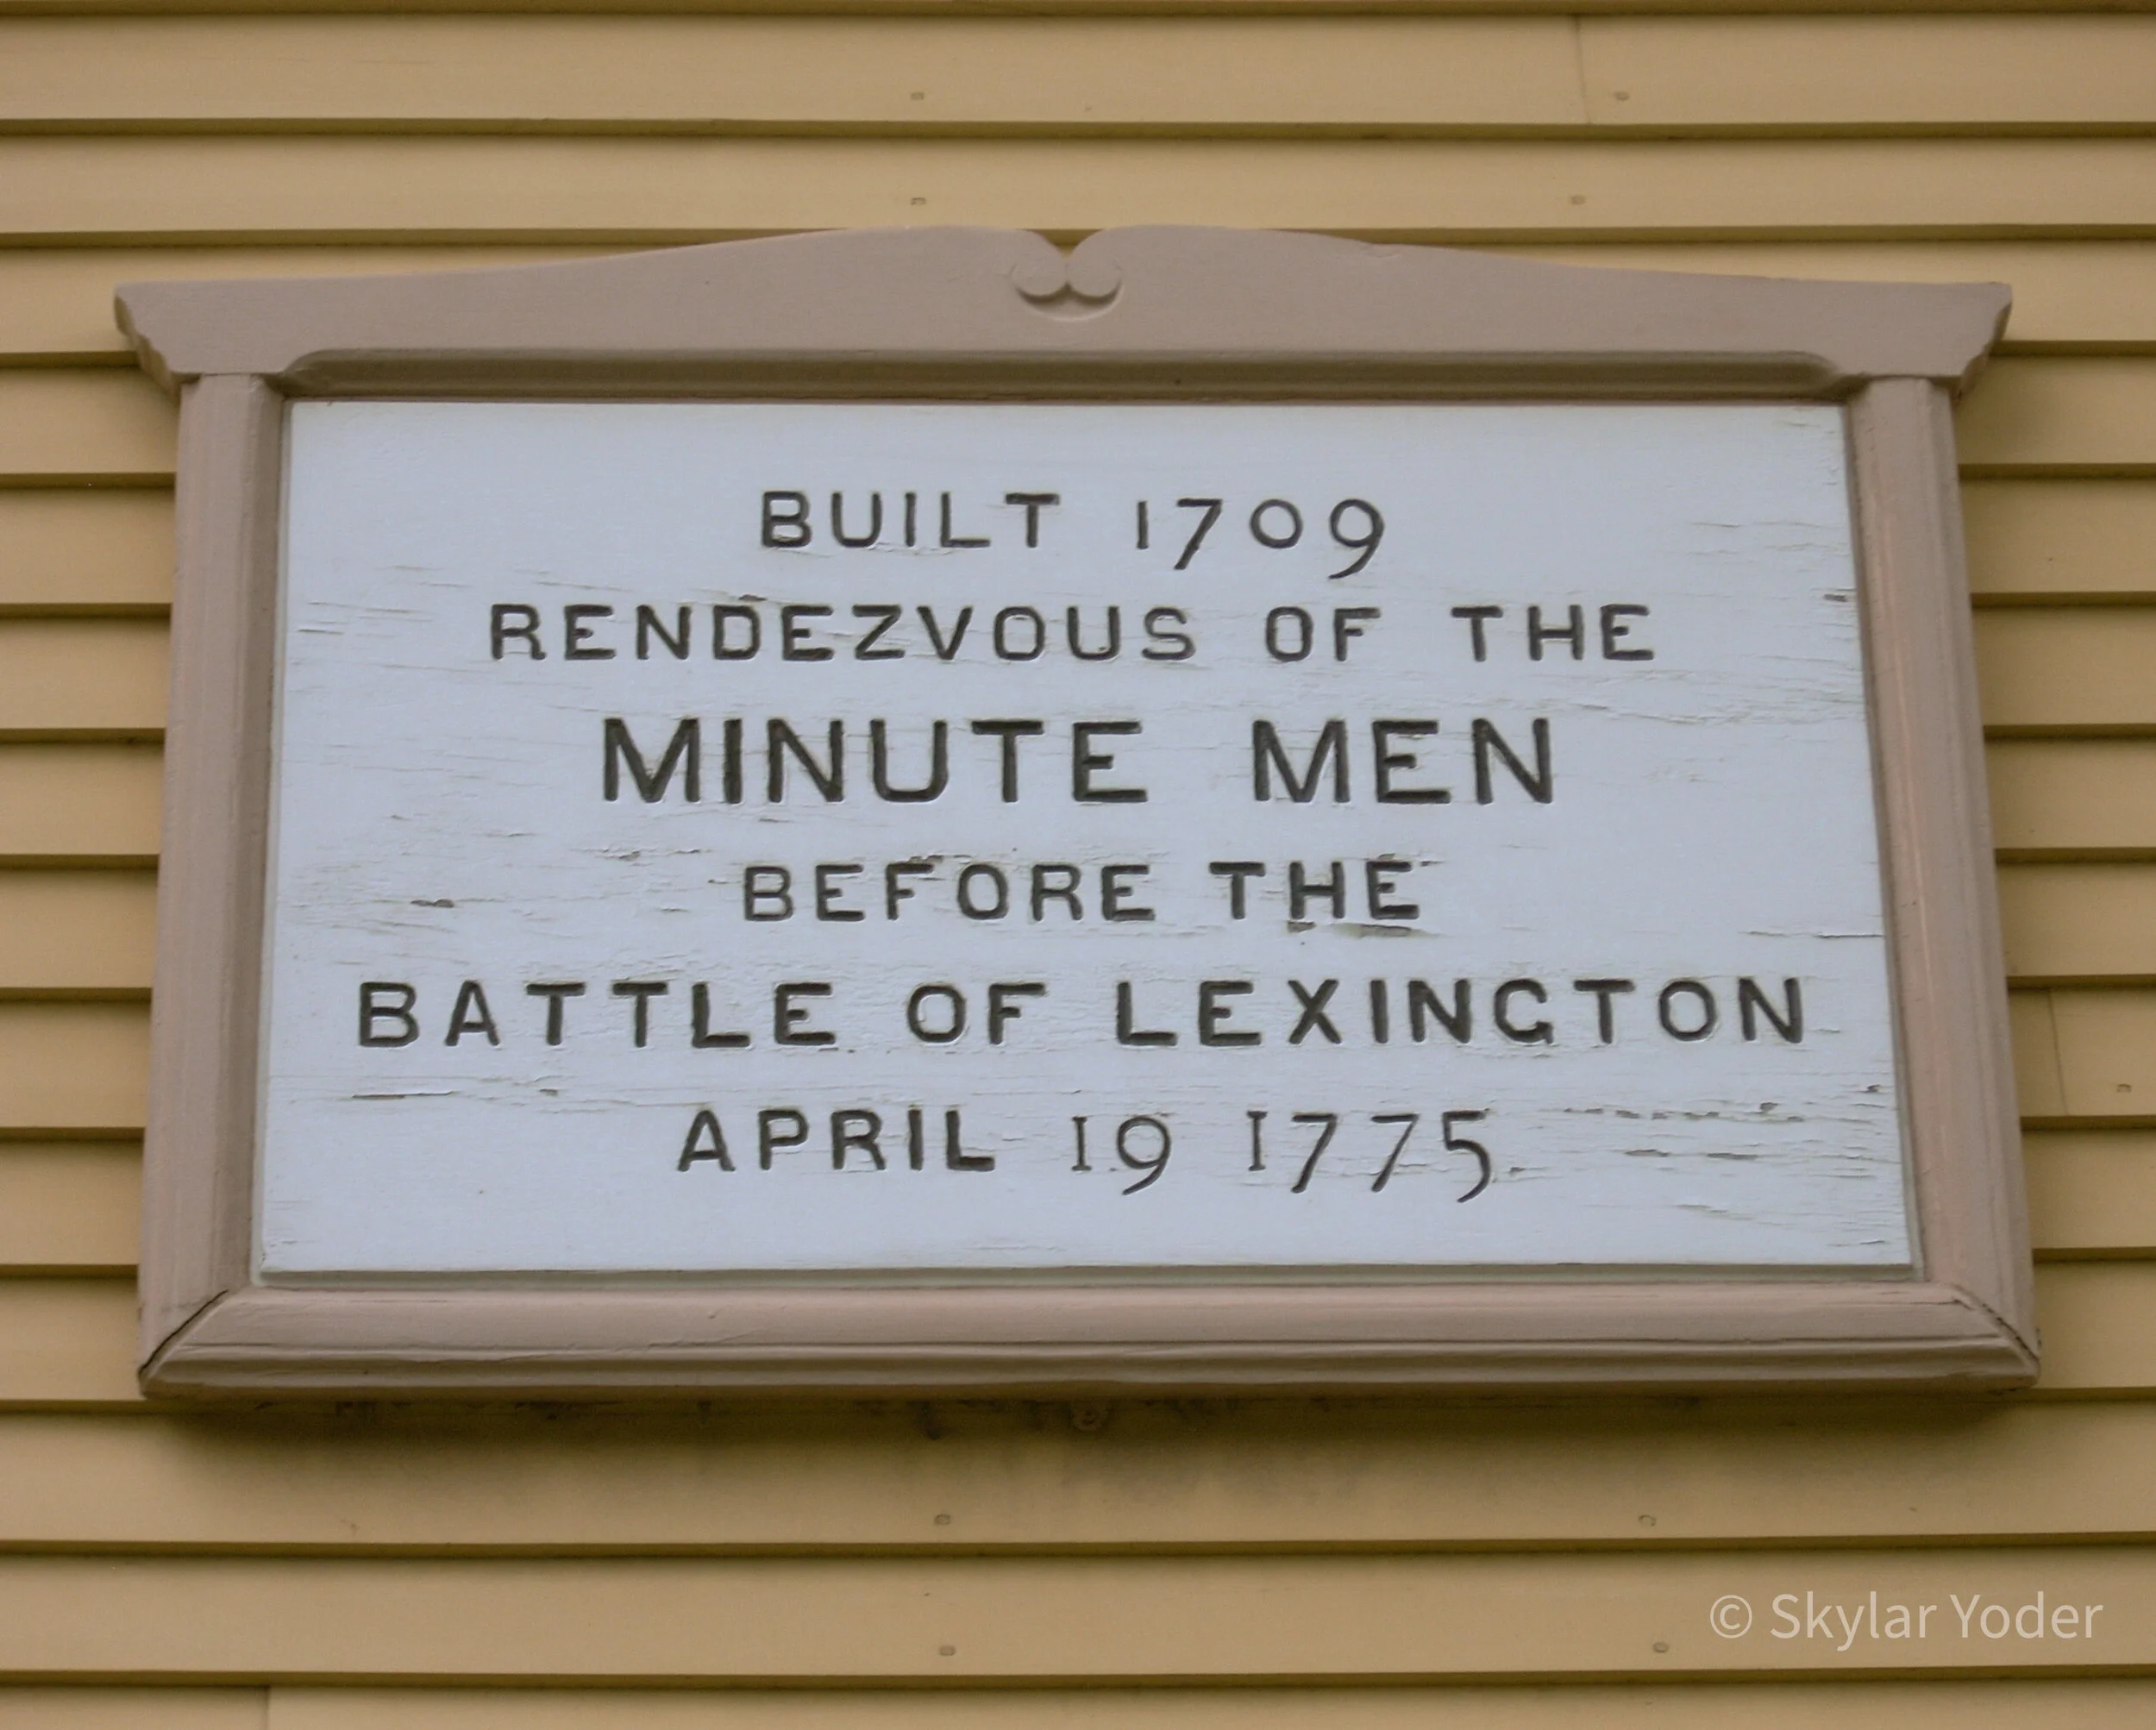 BUILT 1709
RENDEZVOUS OF THE
MINUTE MEN
BEFORE THE
BATTLE OF LEXINGTON
APRIL 19 1775
© Skylar Yoder